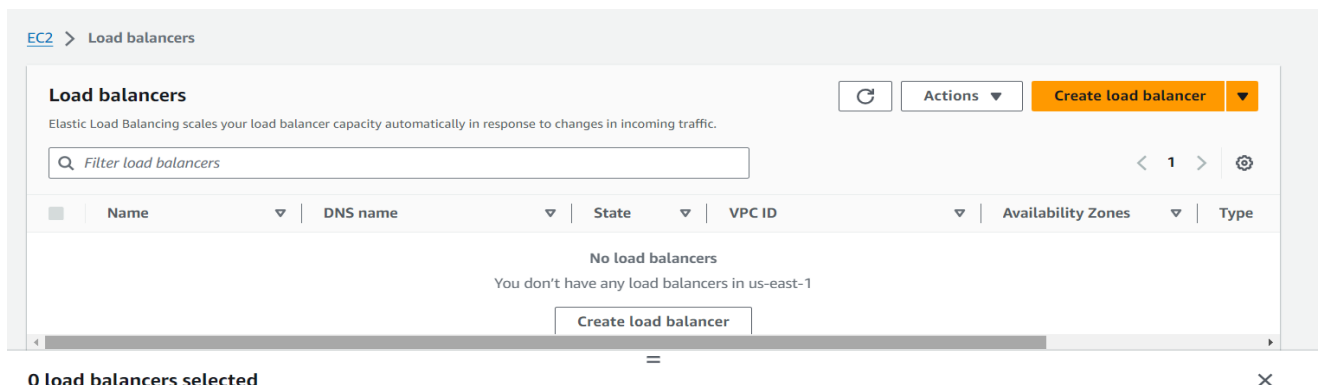 EC2 > Load balancers
Load balancers
Actions
Create load balancer
Elastic Load Balancing scales your load balancer capacity automatically in response to changes in incoming traffic.
Filter load balancers
< 1 >
Name DNS name State VPC ID Availability Zones Type
No load balancers
You don't have any load balancers in us-east-1
Create load balancer
0 load balancers selected